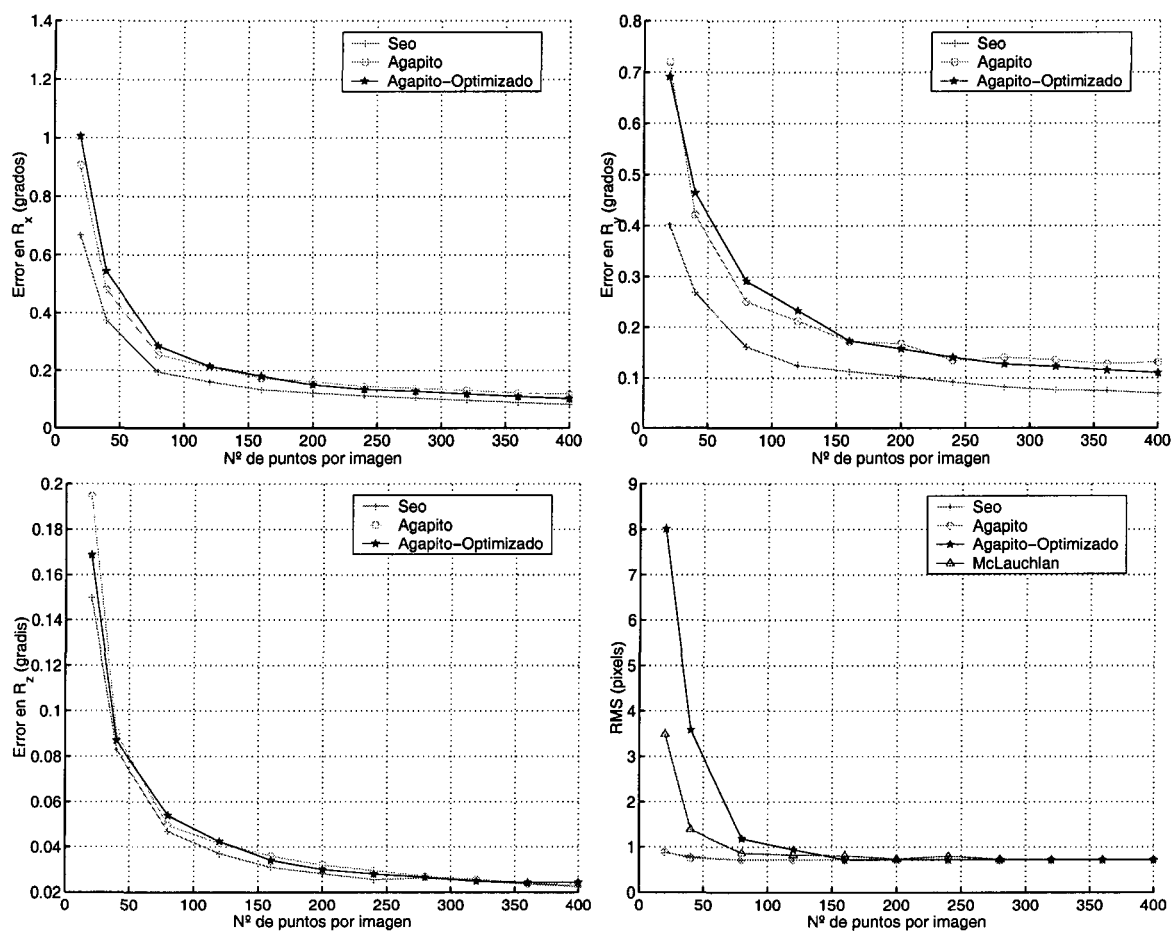 1.4
1.2
1
0.8
0.6
0.4
0.2
0
Error en R_x (grados)
Seo
Agapito
Agapito-Optimizado
0 50 100 150 200 250 300 350 400
Nº de puntos por imagen
0.8
0.7
0.6
0.5
0.4
0.3
0.2
0.1
0
Error en R_y (grados)
Seo
Agapito
Agapito-Optimizado
0 50 100 150 200 250 300 350 400
Nº de puntos por imagen
0.2
0.18
0.16
0.14
0.12
0.1
0.08
0.06
0.04
0.02
Error en R_z (gradis)
Seo
Agapito
Agapito-Optimizado
0 50 100 150 200 250 300 350 400
Nº de puntos por imagen
9
8
7
6
5
4
3
2
1
0
RMS (pixels)
Seo
Agapito
Agapito-Optimizado
McLauchlan
0 50 100 150 200 250 300 350 400
Nº de puntos por imagen